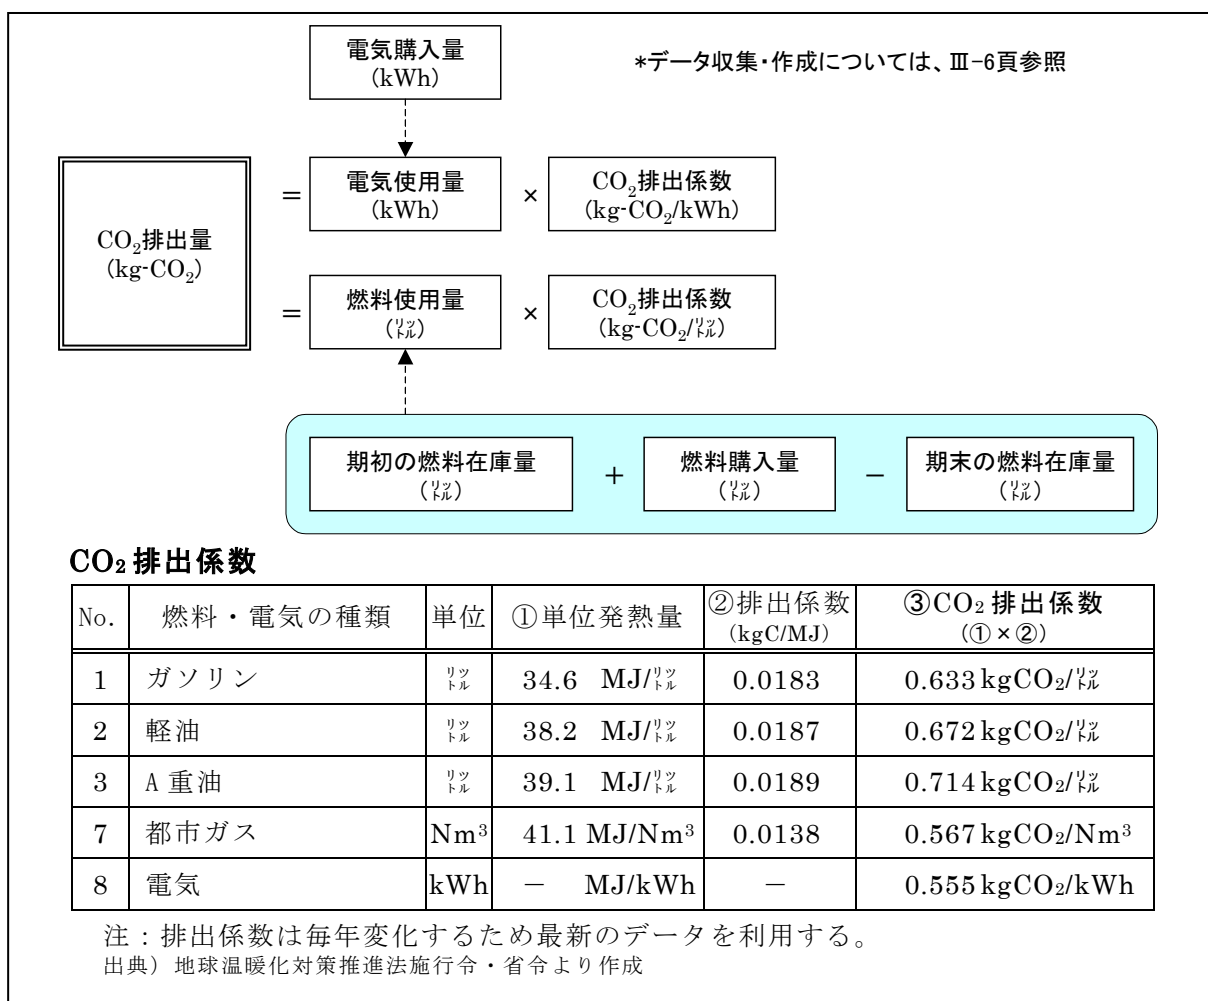 電気購入量
(kWh)
*データ収集・作成については、Ⅲ-6頁参照
CO₂排出量
(kg-CO₂)
＝
電気使用量
(kWh)
×
CO₂排出係数
(kg-CO₂/kWh)
＝
燃料使用量
(㍑)
×
CO₂排出係数
(kg-CO₂/㍑)
期初の燃料在庫量
(㍑)
＋
燃料購入量
(㍑)
－
期末の燃料在庫量
(㍑)
CO₂排出係数
No. 燃料・電気の種類 単位 ①単位発熱量 ②排出係数 (kgC/MJ) ③CO₂排出係数 (①×②)
1 ガソリン ㍑ 34.6 MJ/㍑ 0.0183 0.633kgCO₂/㍑
2 軽油 ㍑ 38.2 MJ/㍑ 0.0187 0.672kgCO₂/㍑
3 A重油 ㍑ 39.1 MJ/㍑ 0.0189 0.714kgCO₂/㍑
7 都市ガス Nm³ 41.1 MJ/Nm³ 0.0138 0.567kgCO₂/Nm³
8 電気 kWh － MJ/kWh － 0.555kgCO₂/kWh
注：排出係数は毎年変化するため最新のデータを利用する。
出典）地球温暖化対策推進法施行令・省令より作成